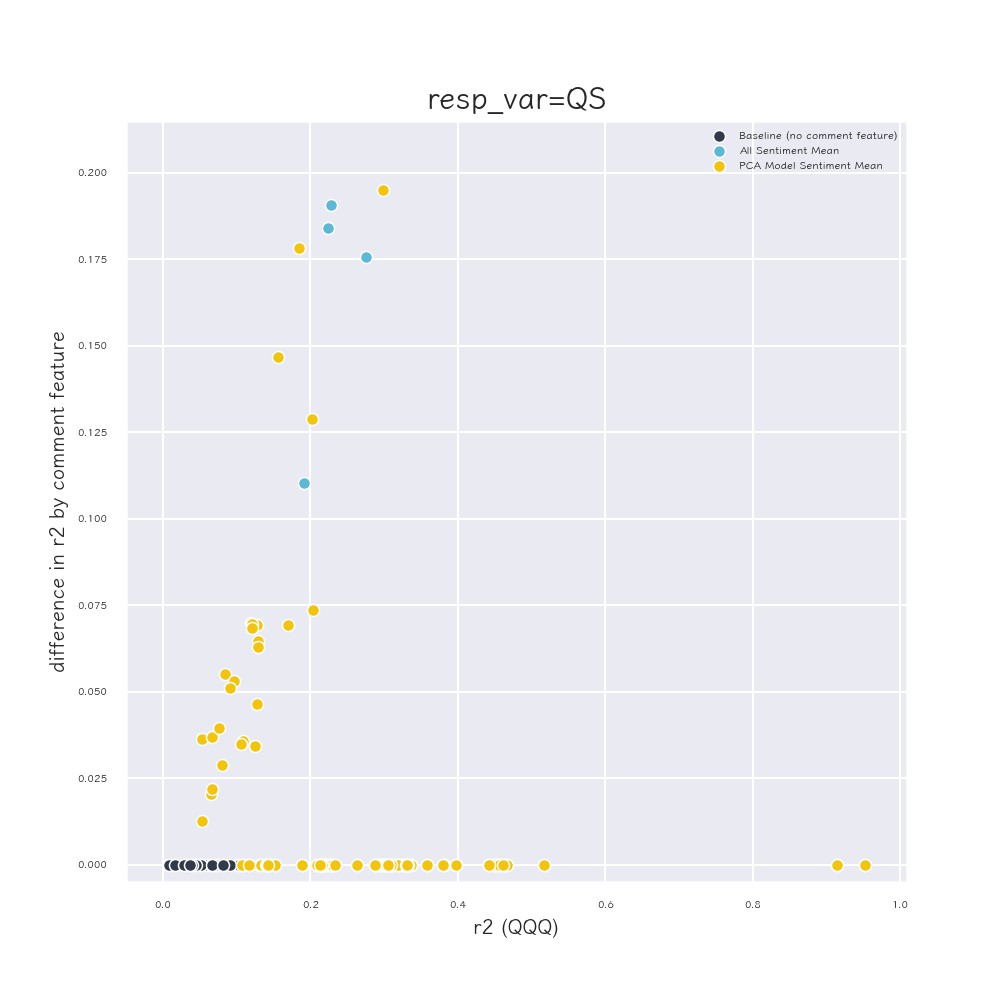 resp_var=QS
Baseline (no comment feature)
All Sentiment Mean
PCA Model Sentiment Mean
0.200
0.175
0.150
0.125
0.100
0.075
0.050
0.025
0.000
difference in r2 by comment feature
0.0 0.2 0.4 0.6 0.8 1.0
r2 (QQQ)